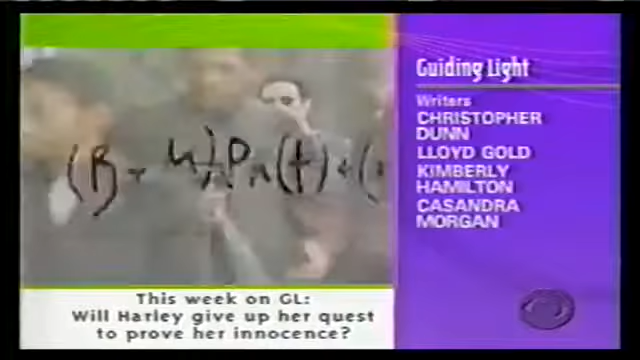 Guiding Light
Writers
CHRISTOPHER
DUNN
LLOYD GOLD
KIMBERLY
HAMILTON
CASANDRA
MORGAN
This week on GL:
Will Harley give up her quest
to prove her innocence?